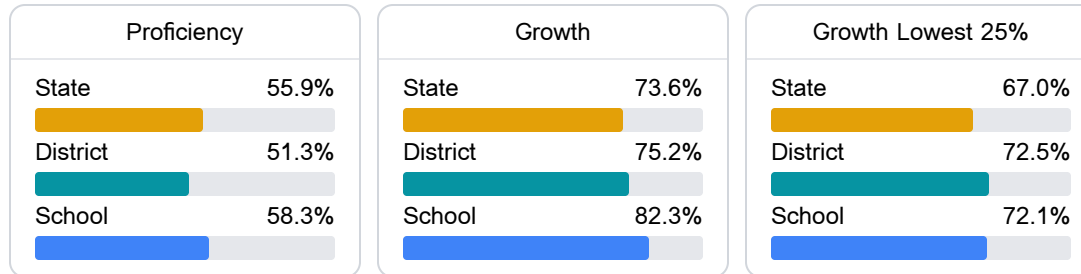 Proficiency
State 55.9%
District 51.3%
School 58.3%
Growth
State 73.6%
District 75.2%
School 82.3%
Growth Lowest 25%
State 67.0%
District 72.5%
School 72.1%